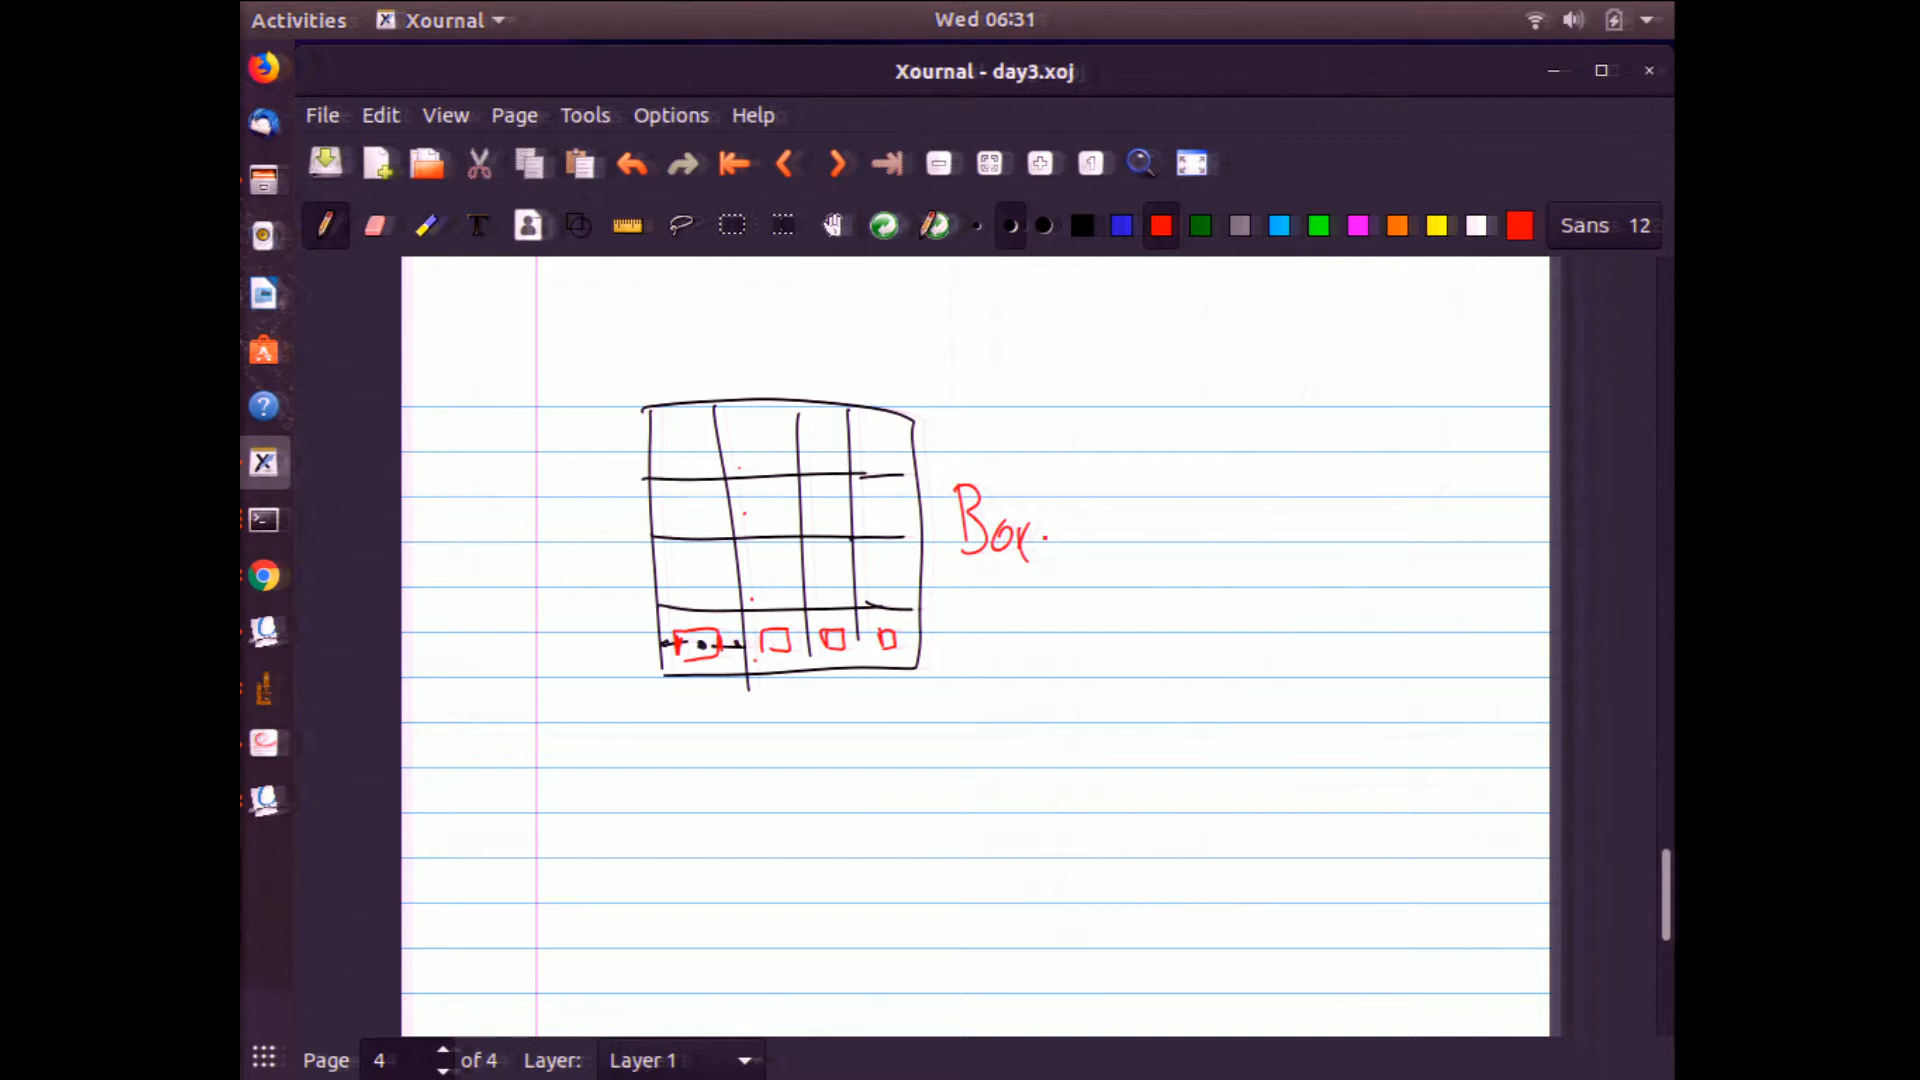 Activities Xournal Wed 06:31
Xournal - day3.xoj
File Edit View Page Tools Options Help
Sans 12
Box.
Page 4 of 4 Layer: Layer 1